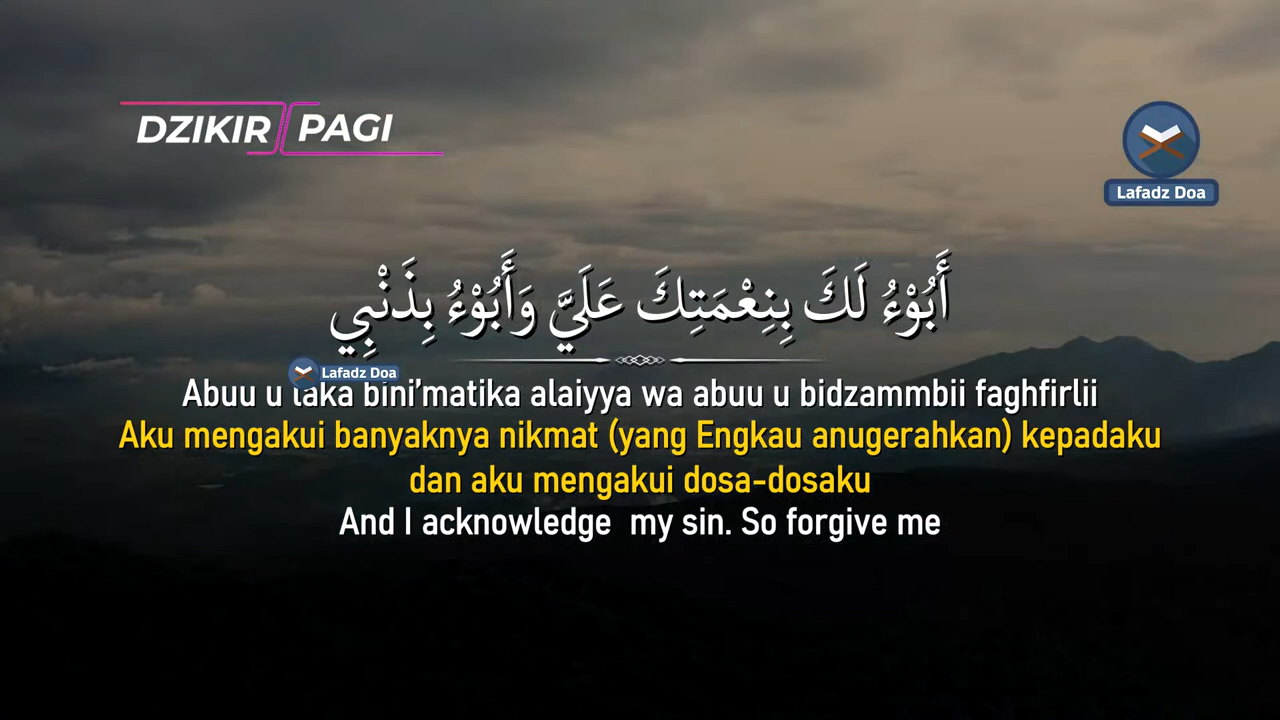 DZIKIR PAGI
Lafadz Doa
أَبُوْءُ لَكَ بِنِعْمَتِكَ عَلَيَّ وَأَبُوْءُ بِذَنْبِي
Lafadz Doa
Abuu u laka bini’matika alaiyya wa abuu u bidzammbii faghfirlii
Aku mengakui banyaknya nikmat (yang Engkau anugerahkan) kepadaku
dan aku mengakui dosa-dosaku
And I acknowledge my sin. So forgive me